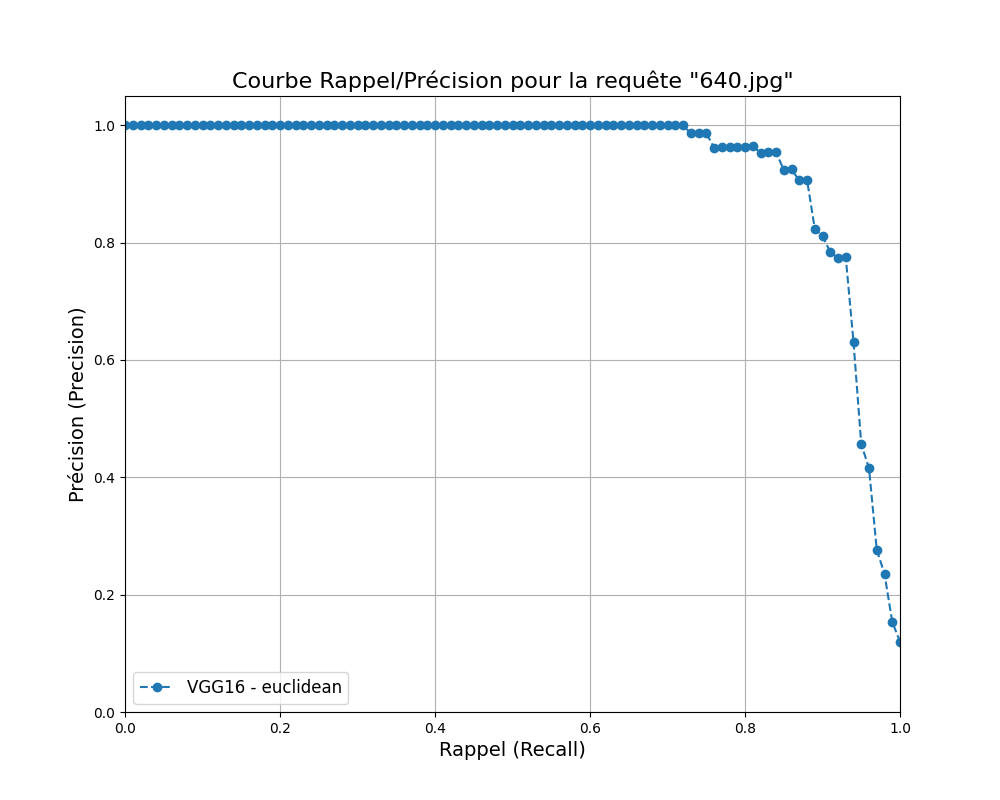 Courbe Rappel/Précision pour la requête "640.jpg"
Précision (Precision)
1.0
0.8
0.6
0.4
0.2
0.0
VGG16 - euclidean
0.0 0.2 0.4 0.6 0.8 1.0
Rappel (Recall)